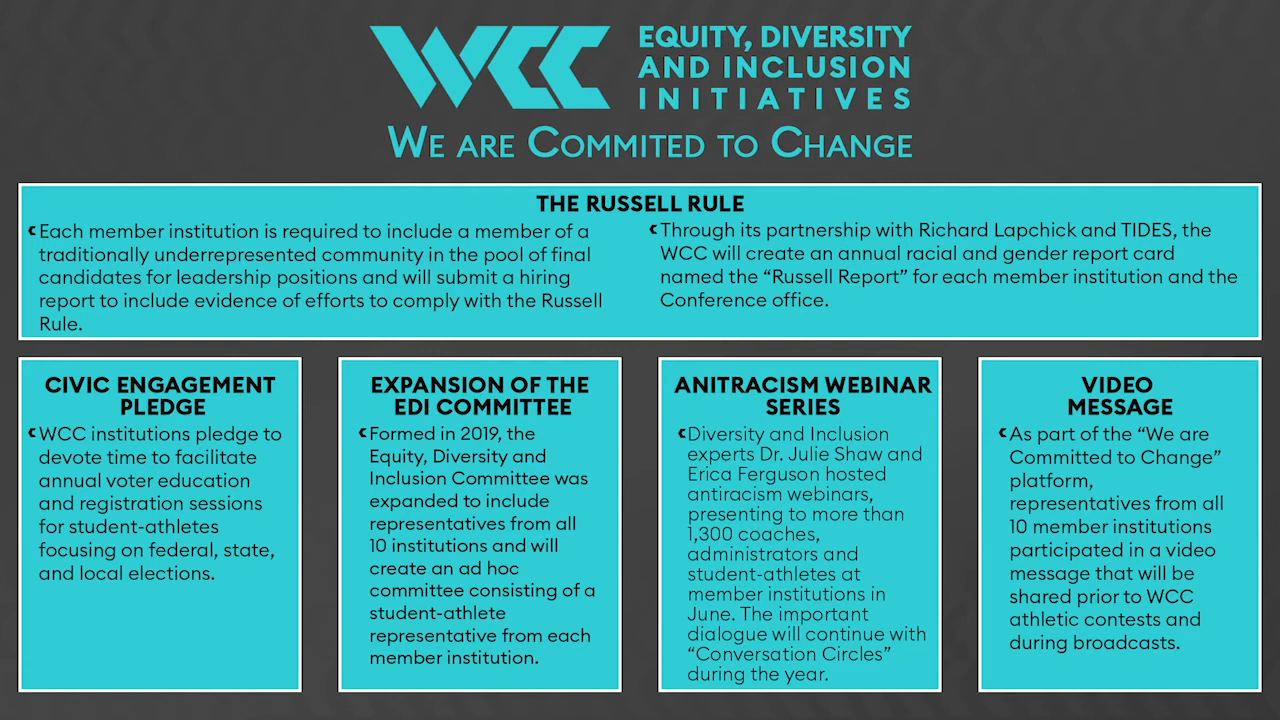 WCC
EQUITY, DIVERSITY
AND INCLUSION
INITIATIVES
WE ARE COMMITED TO CHANGE
THE RUSSELL RULE
Each member institution is required to include a member of a
traditionally underrepresented community in the pool of final
candidates for leadership positions and will submit a hiring
report to include evidence of efforts to comply with the Russell
Rule.
Through its partnership with Richard Lapchick and TIDES, the
WCC will create an annual racial and gender report card
named the “Russell Report” for each member institution and the
Conference office.
CIVIC ENGAGEMENT
PLEDGE
WCC institutions pledge to
devote time to facilitate
annual voter education
and registration sessions
for student-athletes
focusing on federal, state,
and local elections.
EXPANSION OF THE
EDI COMMITTEE
Formed in 2019, the
Equity, Diversity and
Inclusion Committee was
expanded to include
representatives from all
10 institutions and will
create an ad hoc
committee consisting of a
student-athlete
representative from each
member institution.
ANITRACISM WEBINAR
SERIES
Diversity and Inclusion
experts Dr. Julie Shaw and
Erica Ferguson hosted
antiracism webinars,
presenting to more than
1,300 coaches,
administrators and
student-athletes at
member institutions in
June. The important
dialogue will continue with
“Conversation Circles”
during the year.
VIDEO
MESSAGE
As part of the “We are
Committed to Change”
platform,
representatives from all
10 member institutions
participated in a video
message that will be
shared prior to WCC
athletic contests and
during broadcasts.